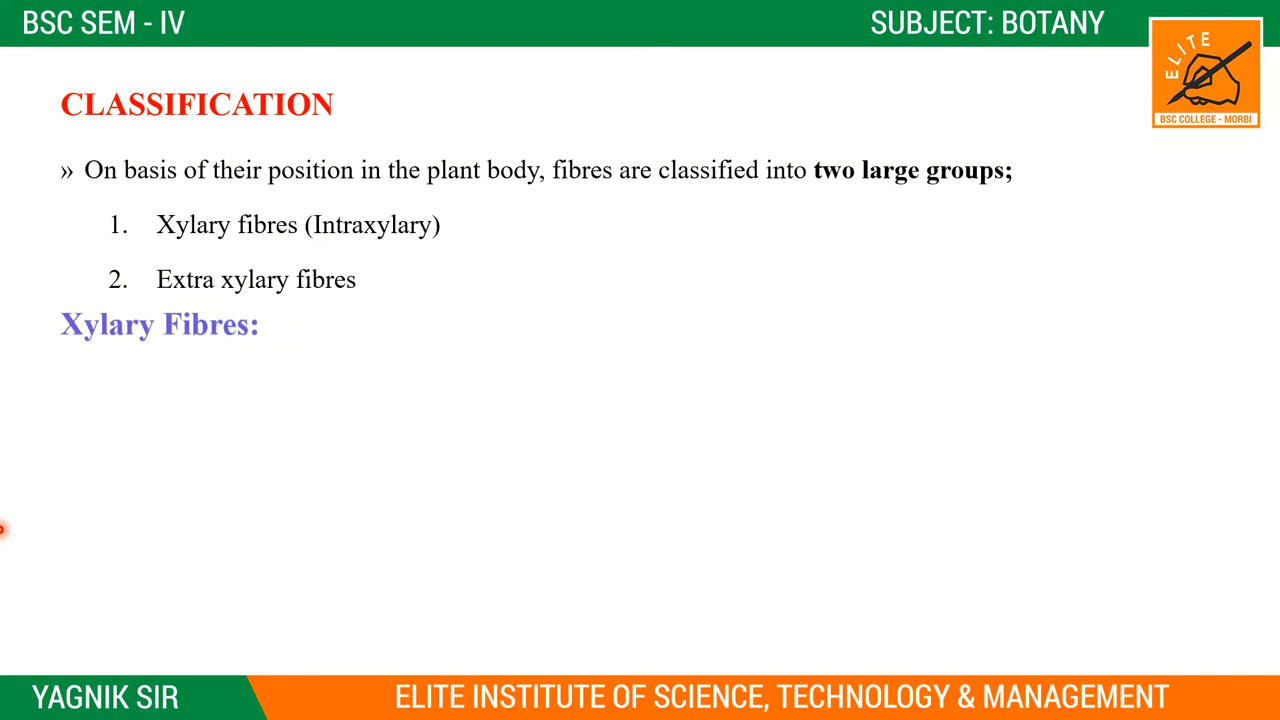 BSC SEM - IV
SUBJECT: BOTANY
ELITE
BSC COLLEGE - MORBI
CLASSIFICATION
» On basis of their position in the plant body, fibres are classified into two large groups;
1. Xylary fibres (Intraxylary)
2. Extra xylary fibres
Xylary Fibres:
YAGNIK SIR
ELITE INSTITUTE OF SCIENCE, TECHNOLOGY & MANAGEMENT